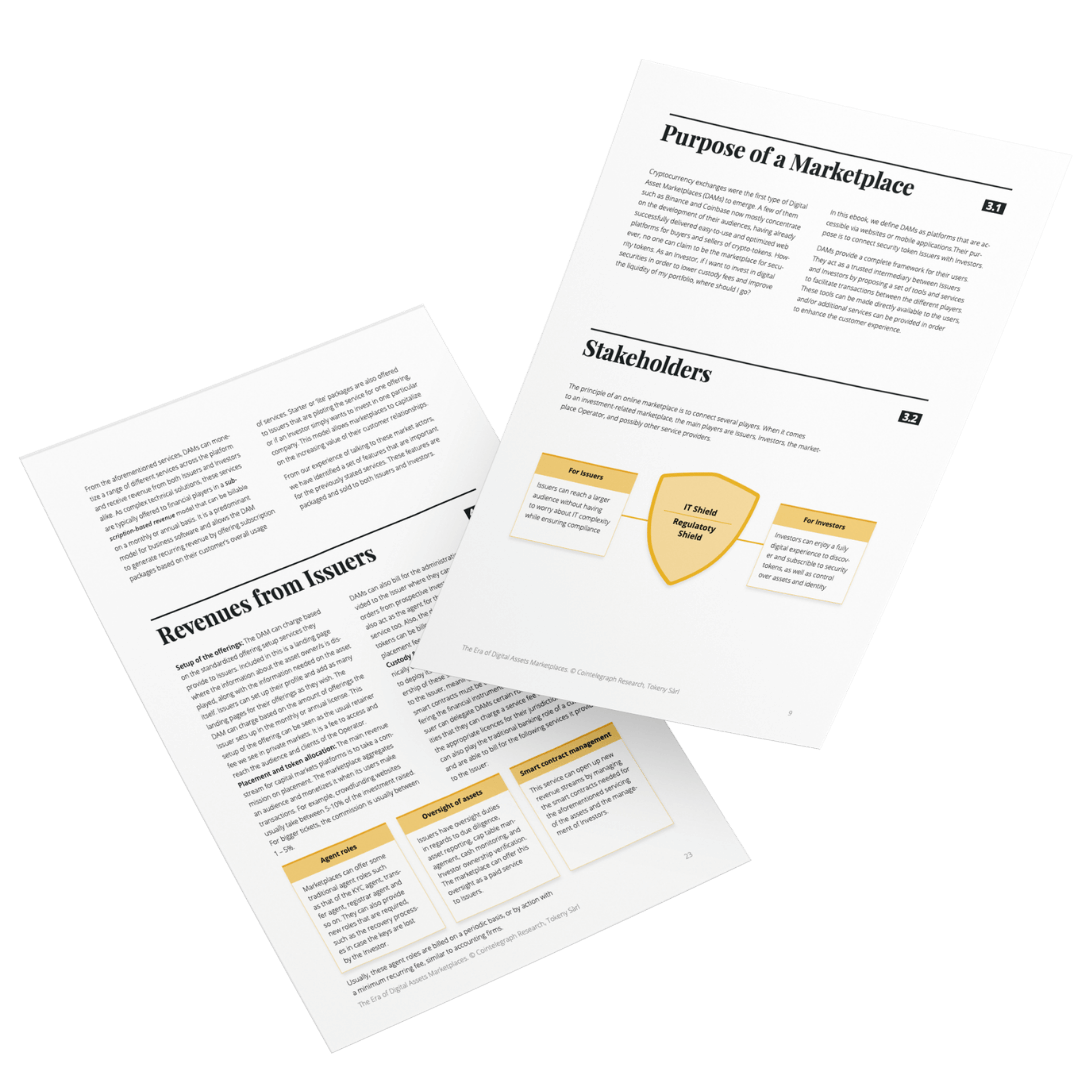 Purpose of a Marketplace
3.1
Cryptocurrency exchanges were the first type of Digital
Asset Marketplaces (DAMs) to emerge. A few of them
such as Binance and Coinbase now mostly concentrate
on the development of their audiences, having already
successfully delivered easy-to-use and optimized web
platforms for buyers and sellers of crypto-tokens. How-
ever, no one can claim to be the marketplace for secu-
rity tokens. As an Investor, if I want to invest in digital
securities in order to lower custody fees and improve
the liquidity of my portfolio, where should I go?
In this ebook, we define DAMs as platforms that are ac-
cessible via websites or mobile applications.Their pur-
pose is to connect security token Issuers with Investors.
DAMs provide a complete framework for their users.
They act as a trusted intermediary between Issuers
and Investors by proposing a set of tools and services
to facilitate transactions between the different players.
These tools can be made directly available to the users,
and/or additional services can be provided in order
to enhance the customer experience.
Stakeholders
3.2
The principle of an online marketplace is to connect several players. When it comes
to an investment-related marketplace, the main players are Issuers, Investors, the market-
place Operator, and possibly other service providers.
For Issuers
Issuers can reach a larger
audience without having
to worry about IT complexity
while ensuring compliance
IT Shield
Regulatoty
Shield
For Investors
Investors can enjoy a fully
digital experience to discov-
er and subscrible to security
tokens, as well as control
over assets and identity
The Era of Digital Assets Marketplaces. © Cointelegraph Research, Tokeny Sàrl
9
From the aforementioned services, DAMs can mone-
tize a range of different services across the platform
and receive revenue from both Issuers and Investors
alike. As complex technical solutions, these services
are typically offered to financial players in a sub-
scription-based revenue model that can be billable
on a monthly or annual basis. It is a predominant
model for business software and allows the DAM
to generate recurring revenue by offering subscription
packages based on their customer's overall usage
of services. Starter or 'lite' packages are also offered
to Issuers that are piloting the service for one offering,
or if an Investor simply wants to invest in one particular
company. This model allows marketplaces to capitalize
on the increasing value of their customer relationships.
From our experience of talking to these market actors,
we have identified a set of features that are important
for the previously stated services. These features are
packaged and sold to both Issuers and Investors.
Revenues from Issuers
Setup of the offerings: The DAM can charge based
on the standardized offering setup services they
provide to Issuers. Included in this is a landing page
where the information about the asset owner/s is dis-
played, along with the information needed on the asset
itself. Issuers can set up their profile and add as many
landing pages for their offerings as they wish. The
DAM can charge based on the amount of offerings the
Issuer sets up in the monthly or annual license. This
setup of the offering can be seen as the usual retainer
fee we see in private markets. It is a fee to access and
reach the audience and clients of the Operator.
Placement and token allocation: The main revenue
stream for capital markets platforms is to take a com-
mission on placement. The marketplace aggregates
an audience and monetizes it when its users make
transactions. For example, crowdfunding websites
usually take between 5-10% of the investment raised.
For bigger tickets, the commission is usually between
1 – 5%.
DAMs can also bill for the administrat
vided to the Issuer where they can
orders from prospective Inves
also act as the agent for th
service too. Also, the
tokens can be bill
placement fe
Custody
nically
to deploy it
ership of these
to the Issuer, mean
smart contracts must be
fering the financial instrumen
suer can delegate DAMs certain r
ities that they can charge a service fee
the appropriate licences for their jurisdiction
can also play the traditional banking role of a c
and are able to bill for the following services it provi
to the Issuer:
Agent roles
Marketplaces can offer some
traditional agent roles such
as that of the KYC agent, trans-
fer agent, registrar agent and
so on. They can also provide
new roles that are required,
such as the recovery process-
es in case the keys are lost
by the Investor.
Oversight of assets
Issuers have oversight duties
in regards to due diligence,
asset reporting, cap table man-
agement, cash monitoring, and
Investor ownership verification.
The marketplace can offer this
oversight as a paid service
to Issuers.
Smart contract management
This service can open up new
revenue streams by managing
the smart contracts needed for
the aforementioned servicing
of the assets and the manage-
ment of Investors.
Usually, these agent roles are billed on a periodic basis, or by action with
a minimum recurring fee, similar to accounting firms.
The Era of Digital Assets Marketplaces. © Cointelegraph Research, Tokeny Sàrl
23